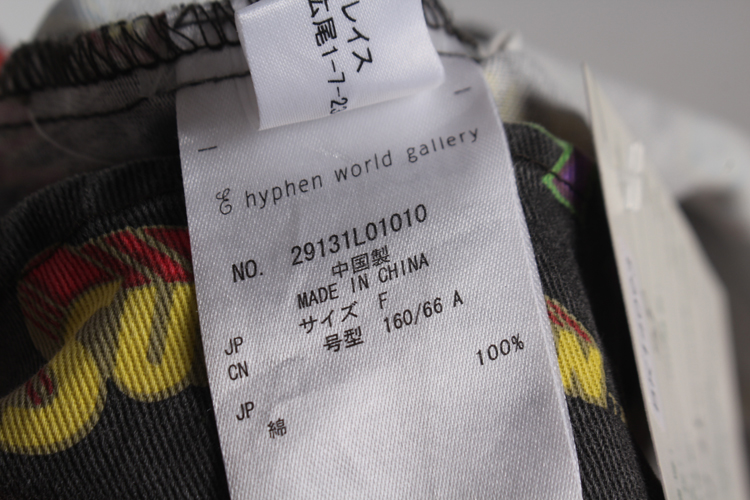 レイス
広尾1-7-2
E hyphen world gallery
NO. 29131L01010
中国製
MADE IN CHINA
JP サイズ F
CN 号型 160/66 A
JP 綿 100%